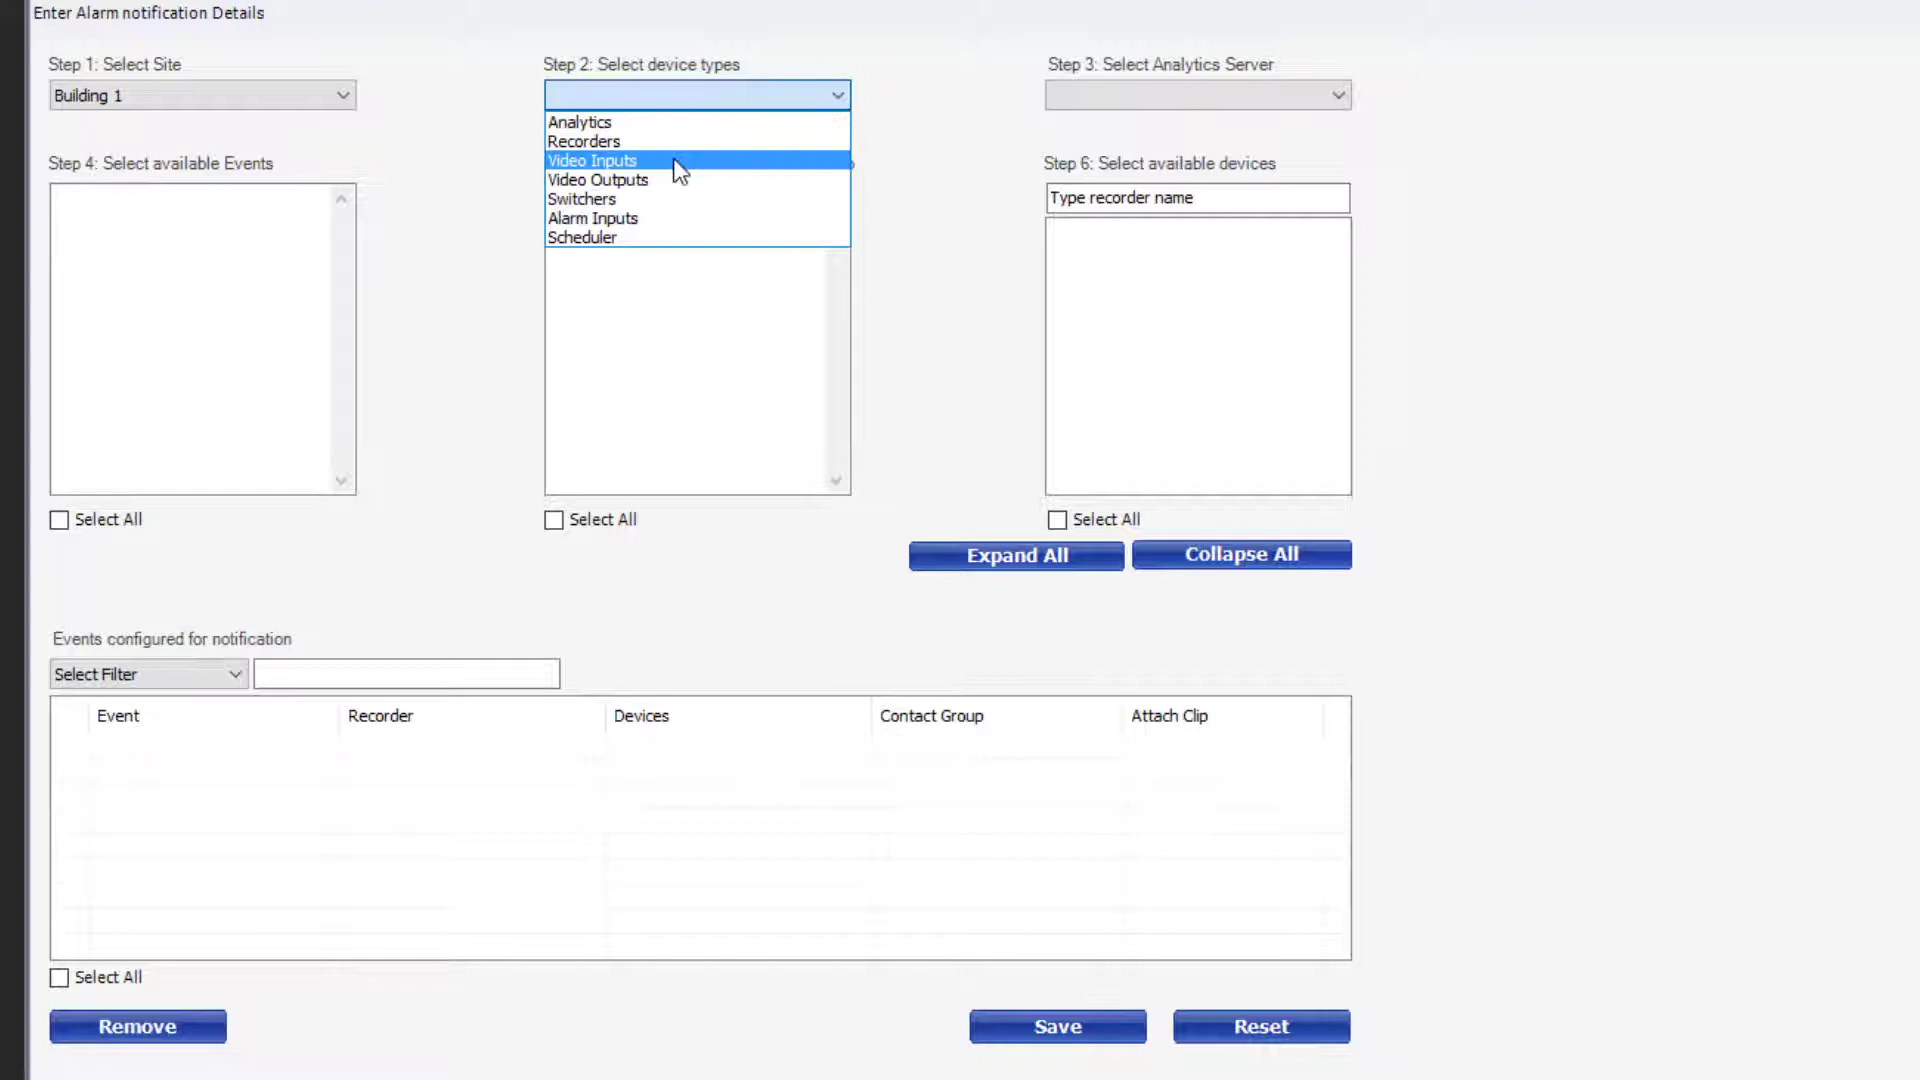 Enter Alarm notification Details
Step 1: Select Site
Step 2: Select device types
Step 3: Select Analytics Server
Building 1
Analytics
Recorders
Video Inputs
Video Outputs
Switchers
Alarm Inputs
Scheduler
Step 4: Select available Events
Step 6: Select available devices
Type recorder name
Select All
Select All
Select All
Expand All
Collapse All
Events configured for notification
Select Filter
Event
Recorder
Devices
Contact Group
Attach Clip
Select All
Remove
Save
Reset